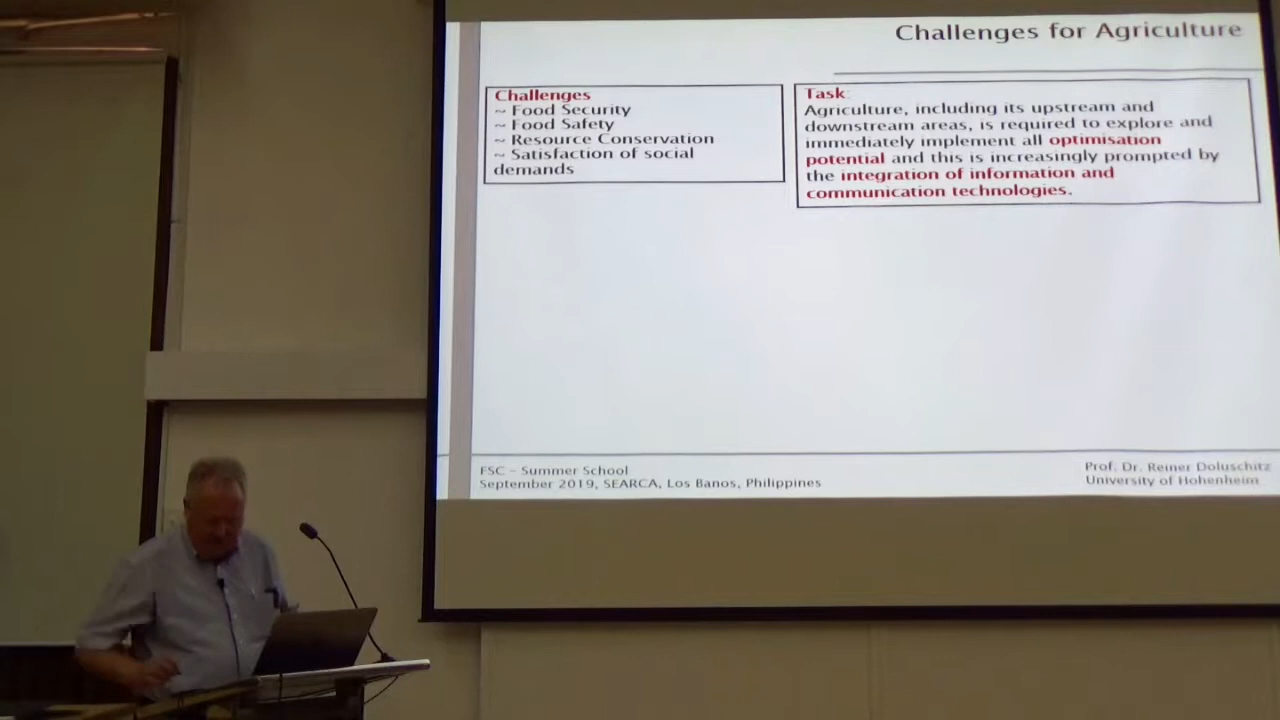 Challenges for Agriculture
Challenges
~ Food Security
~ Food Safety
~ Resource Conservation
~ Satisfaction of social
demands
Task:
Agriculture, including its upstream and
downstream areas, is required to explore and
immediately implement all optimisation
potential and this is increasingly prompted by
the integration of information and
communication technologies.
FSC – Summer School
September 2019, SEARCA, Los Banos, Philippines
Prof. Dr. Reiner Doluschitz
University of Hohenheim